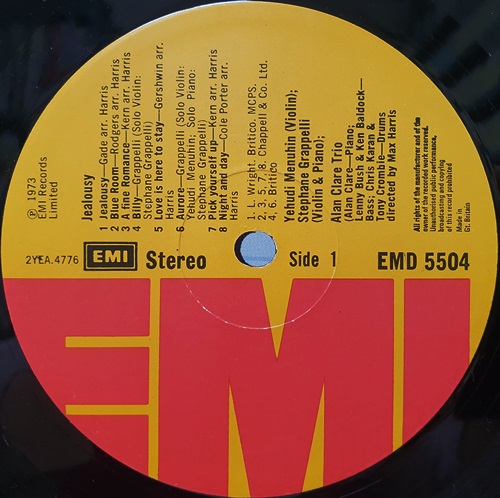 ℗ 1973
EMI Records
Limited
Jealousy
1 Jealousy—Gade arr. Harris
2 Blue Room—Rodgers arr. Harris
3 A fine Romance—Kern arr. Harris
4 Billy—Grappelli (Solo Violin:
Stephane Grappelli)
5 Love is here to stay—Gershwin arr.
Harris
6 Aurore—Grappelli (Solo Violin:
Yehudi Menuhin, Solo Piano:
Stephane Grappelli)
7 Pick Yourself up—Kern arr. Harris
8 Night and day—Cole Porter arr.
Harris
1. L. Wright: Britico. MCPS.
2, 3, 5, 7, 8. Chappell & Co. Ltd.
4, 6. Britico
Yehudi Menuhin (Violin);
Stephane Grappelli
(Violin & Piano);
Alan Clare Trio
(Alan Clare—Piano;
Lenny Bush & Ken Baldock—
Bass; Chris Karan &
Tony Crombie—Drums
directed by Max Harris
All rights of the manufacturer and of the
owner of the recorded work reserved.
Unauthorised public performance,
broadcasting and copying
of this record prohibited
Made in
Gt. Britain
2YEA.4776 EMI Stereo Side 1 EMD 5504
EMI